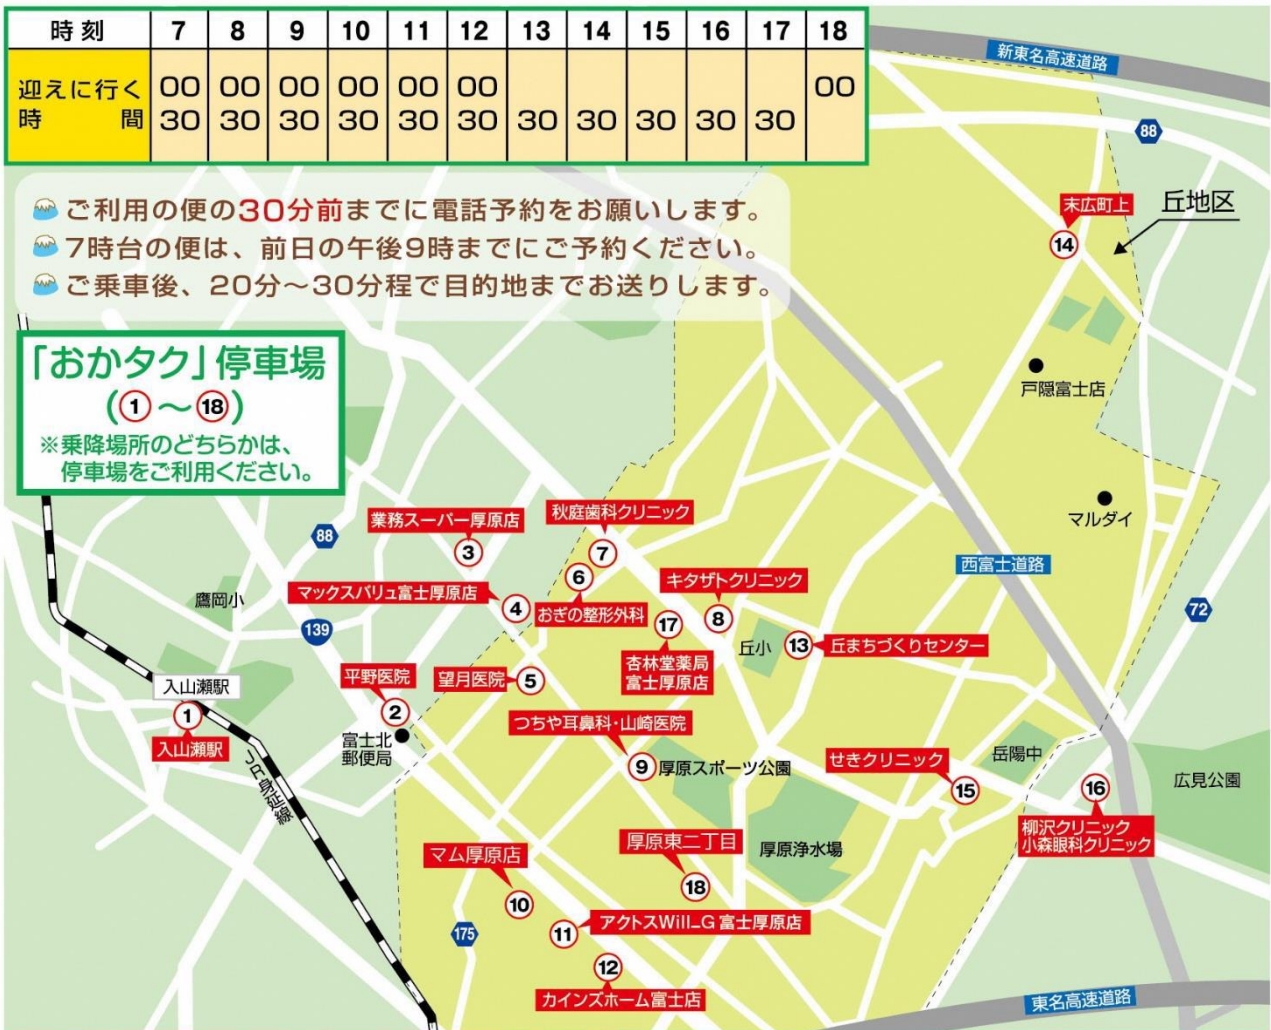 時刻 7 8 9 10 11 12 13 14 15 16 17 18
迎えに行く 00 00 00 00 00 00 00
時間 30 30 30 30 30 30 30 30 30 30 30
ご利用の便の30分前までに電話予約をお願いします。
7時台の便は、前日の午後9時までにご予約ください。
ご乗車後、20分～30分程で目的地までお送りします。
「おかタク」停車場
(①～⑱)
※乗降場所のどちらかは、
停車場をご利用ください。
新東名高速道路
88
丘地区
末広町上
14
戸隠富士店
マルダイ
西富士道路
72
業務スーパー厚原店
3
秋庭歯科クリニック
7
88
6
おぎの整形外科
マックスバリュ富士厚原店
4
キタザトクリニック
8
鷹岡小
139
17
杏林堂薬局
富士厚原店
丘小
13
丘まちづくりセンター
平野医院
2
望月医院
5
入山瀬駅
1
入山瀬駅
富士北
郵便局
JR身延線
つちや耳鼻科・山崎医院
9
厚原スポーツ公園
せきクリニック
15
岳陽中
16
柳沢クリニック
小森眼科クリニック
広見公園
マム厚原店
10
厚原東二丁目
18
厚原浄水場
175
11
アクトスWill_G 富士厚原店
12
カインズホーム富士店
東名高速道路